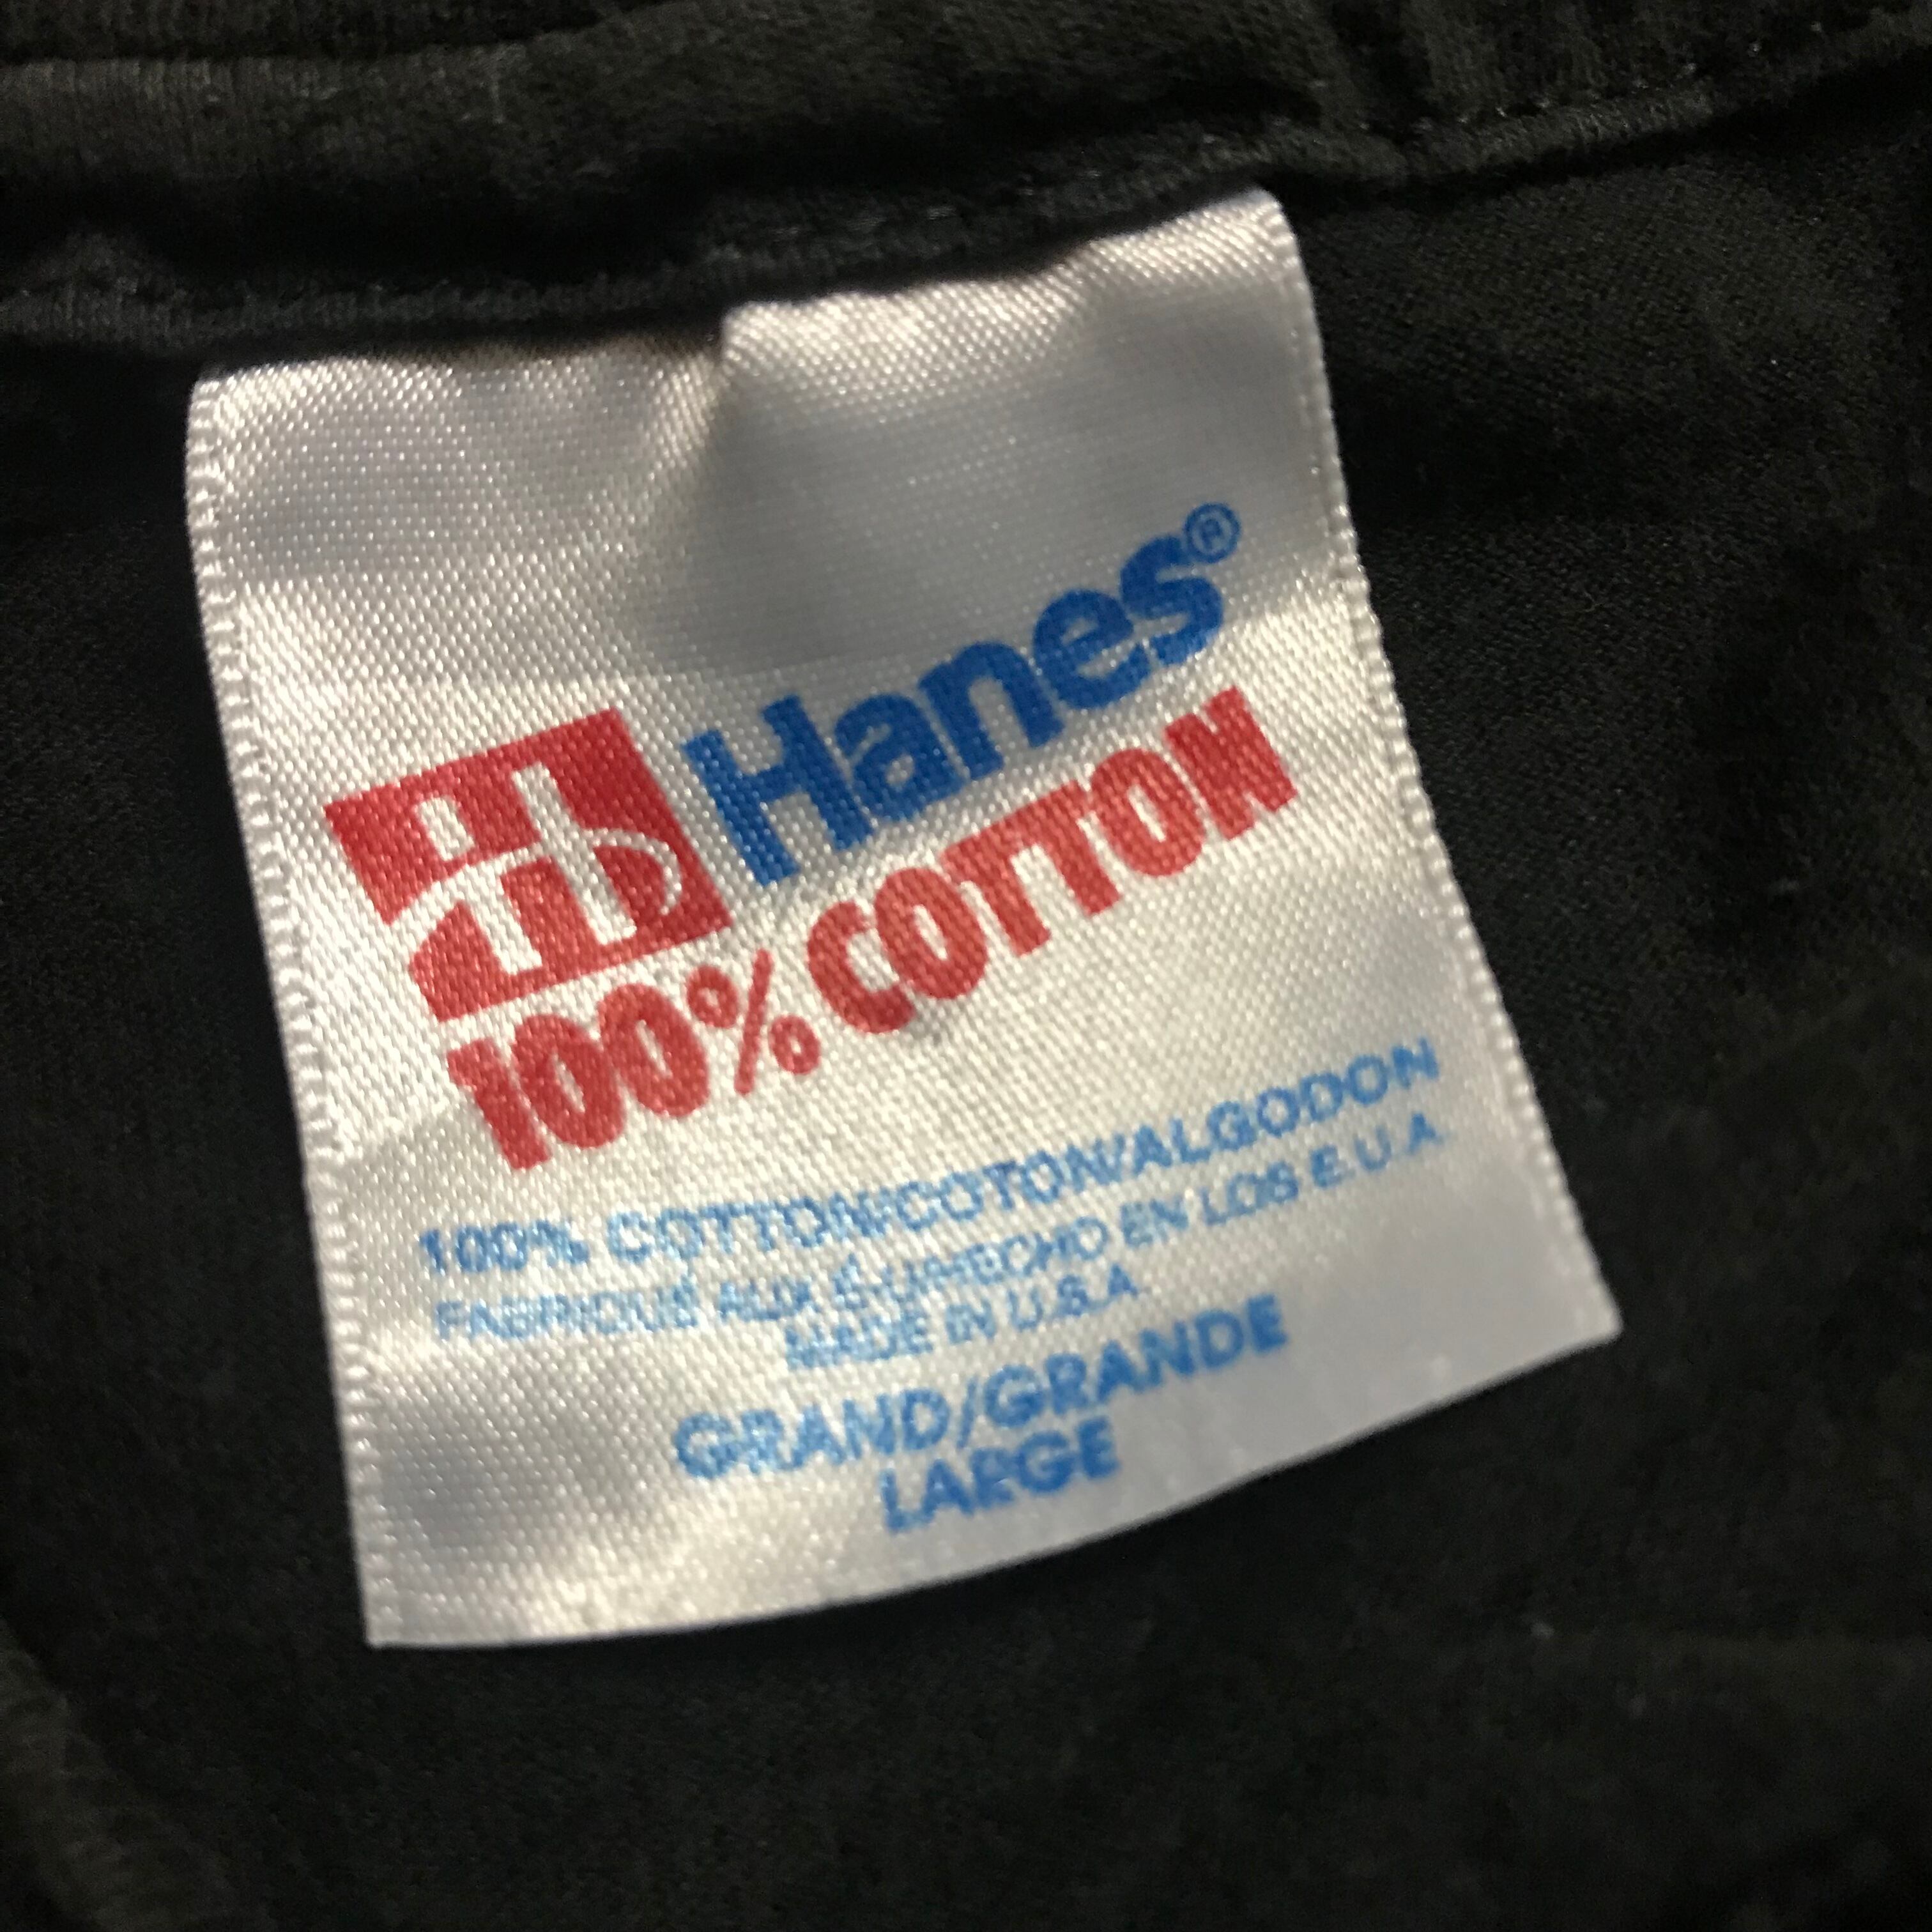 Hanes®
100% COTTON
100% COTTON/COTON/ALGODON
FABRIQUÉ AUX É-U/HECHO EN LOS E.U.A.
MADE IN U.S.A.
GRAND/GRANDE
LARGE